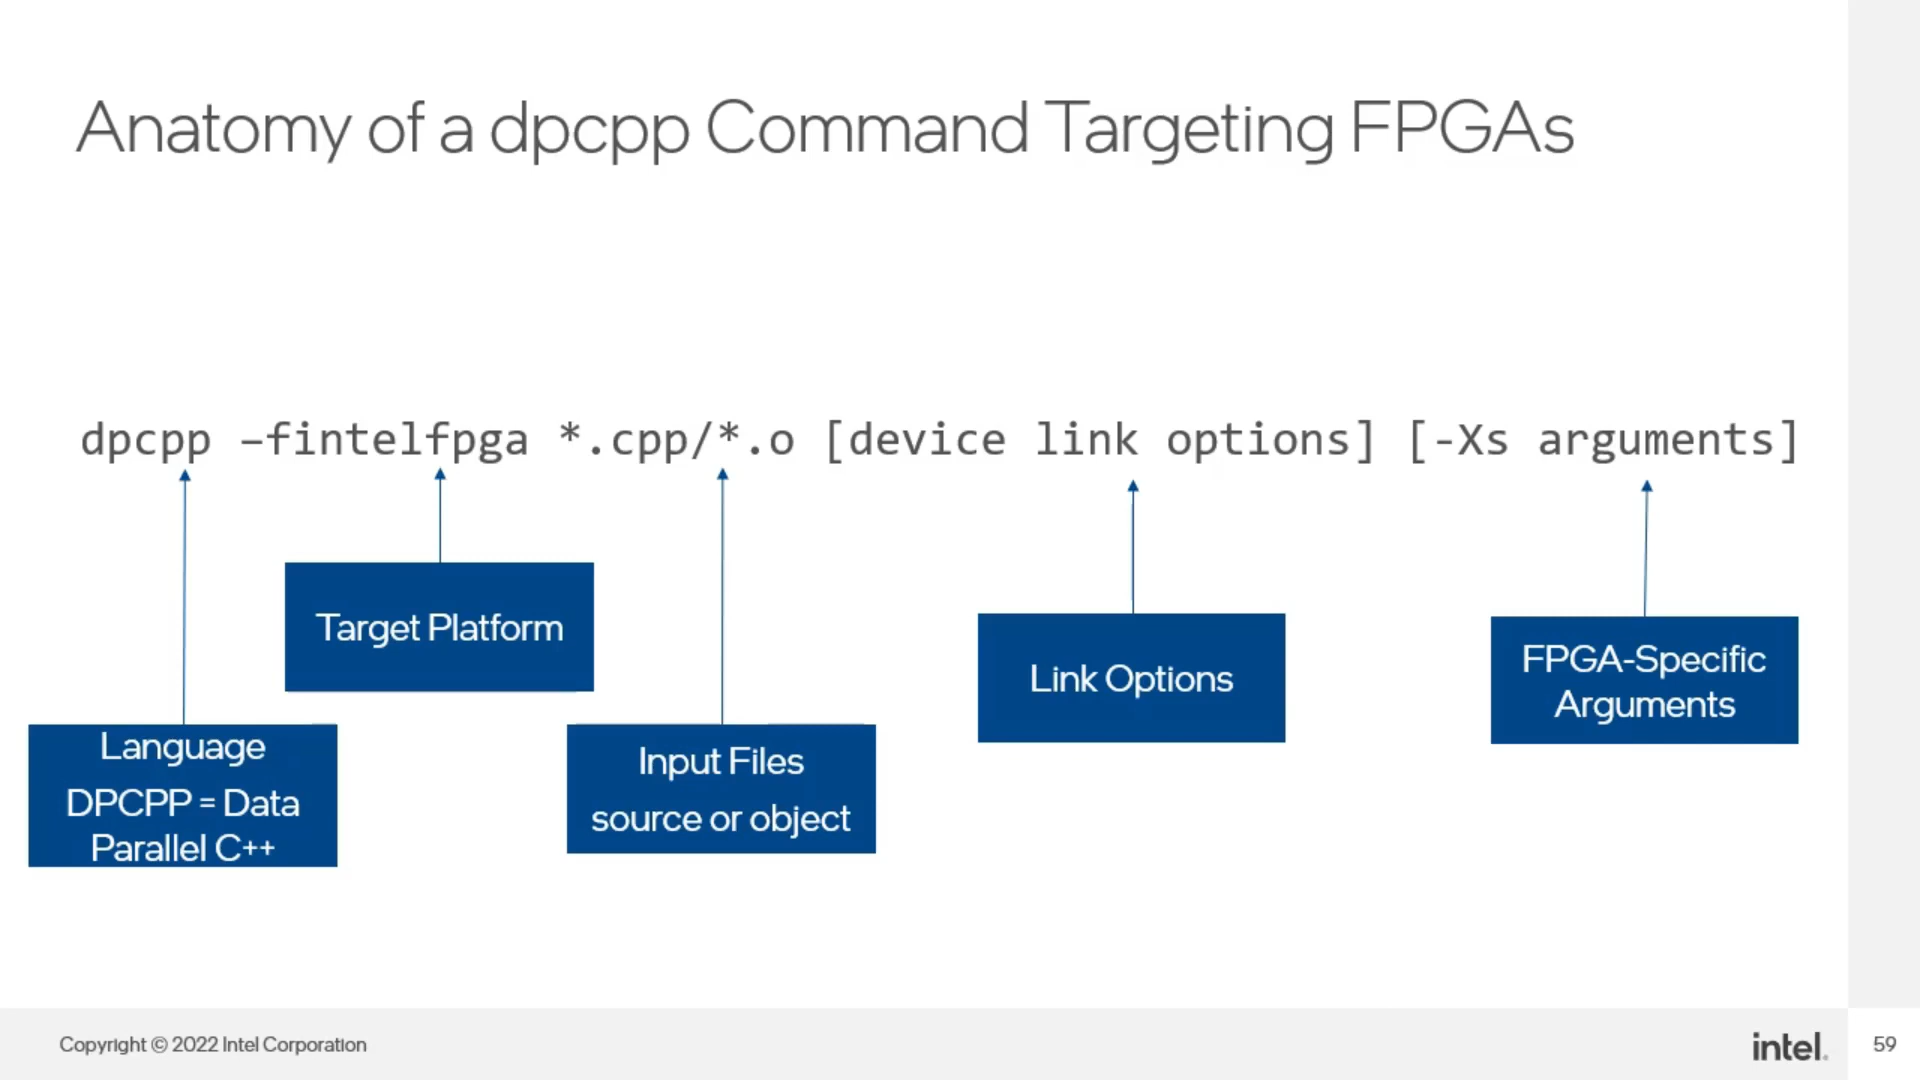 Anatomy of a dpcpp Command Targeting FPGAs
dpcpp –fintelfpga *.cpp/*.o [device link options] [-Xs arguments]
Target Platform
Link Options
FPGA-Specific
Arguments
Language
DPCPP = Data
Parallel C++
Input Files
source or object
Copyright © 2022 Intel Corporation
intel.
59